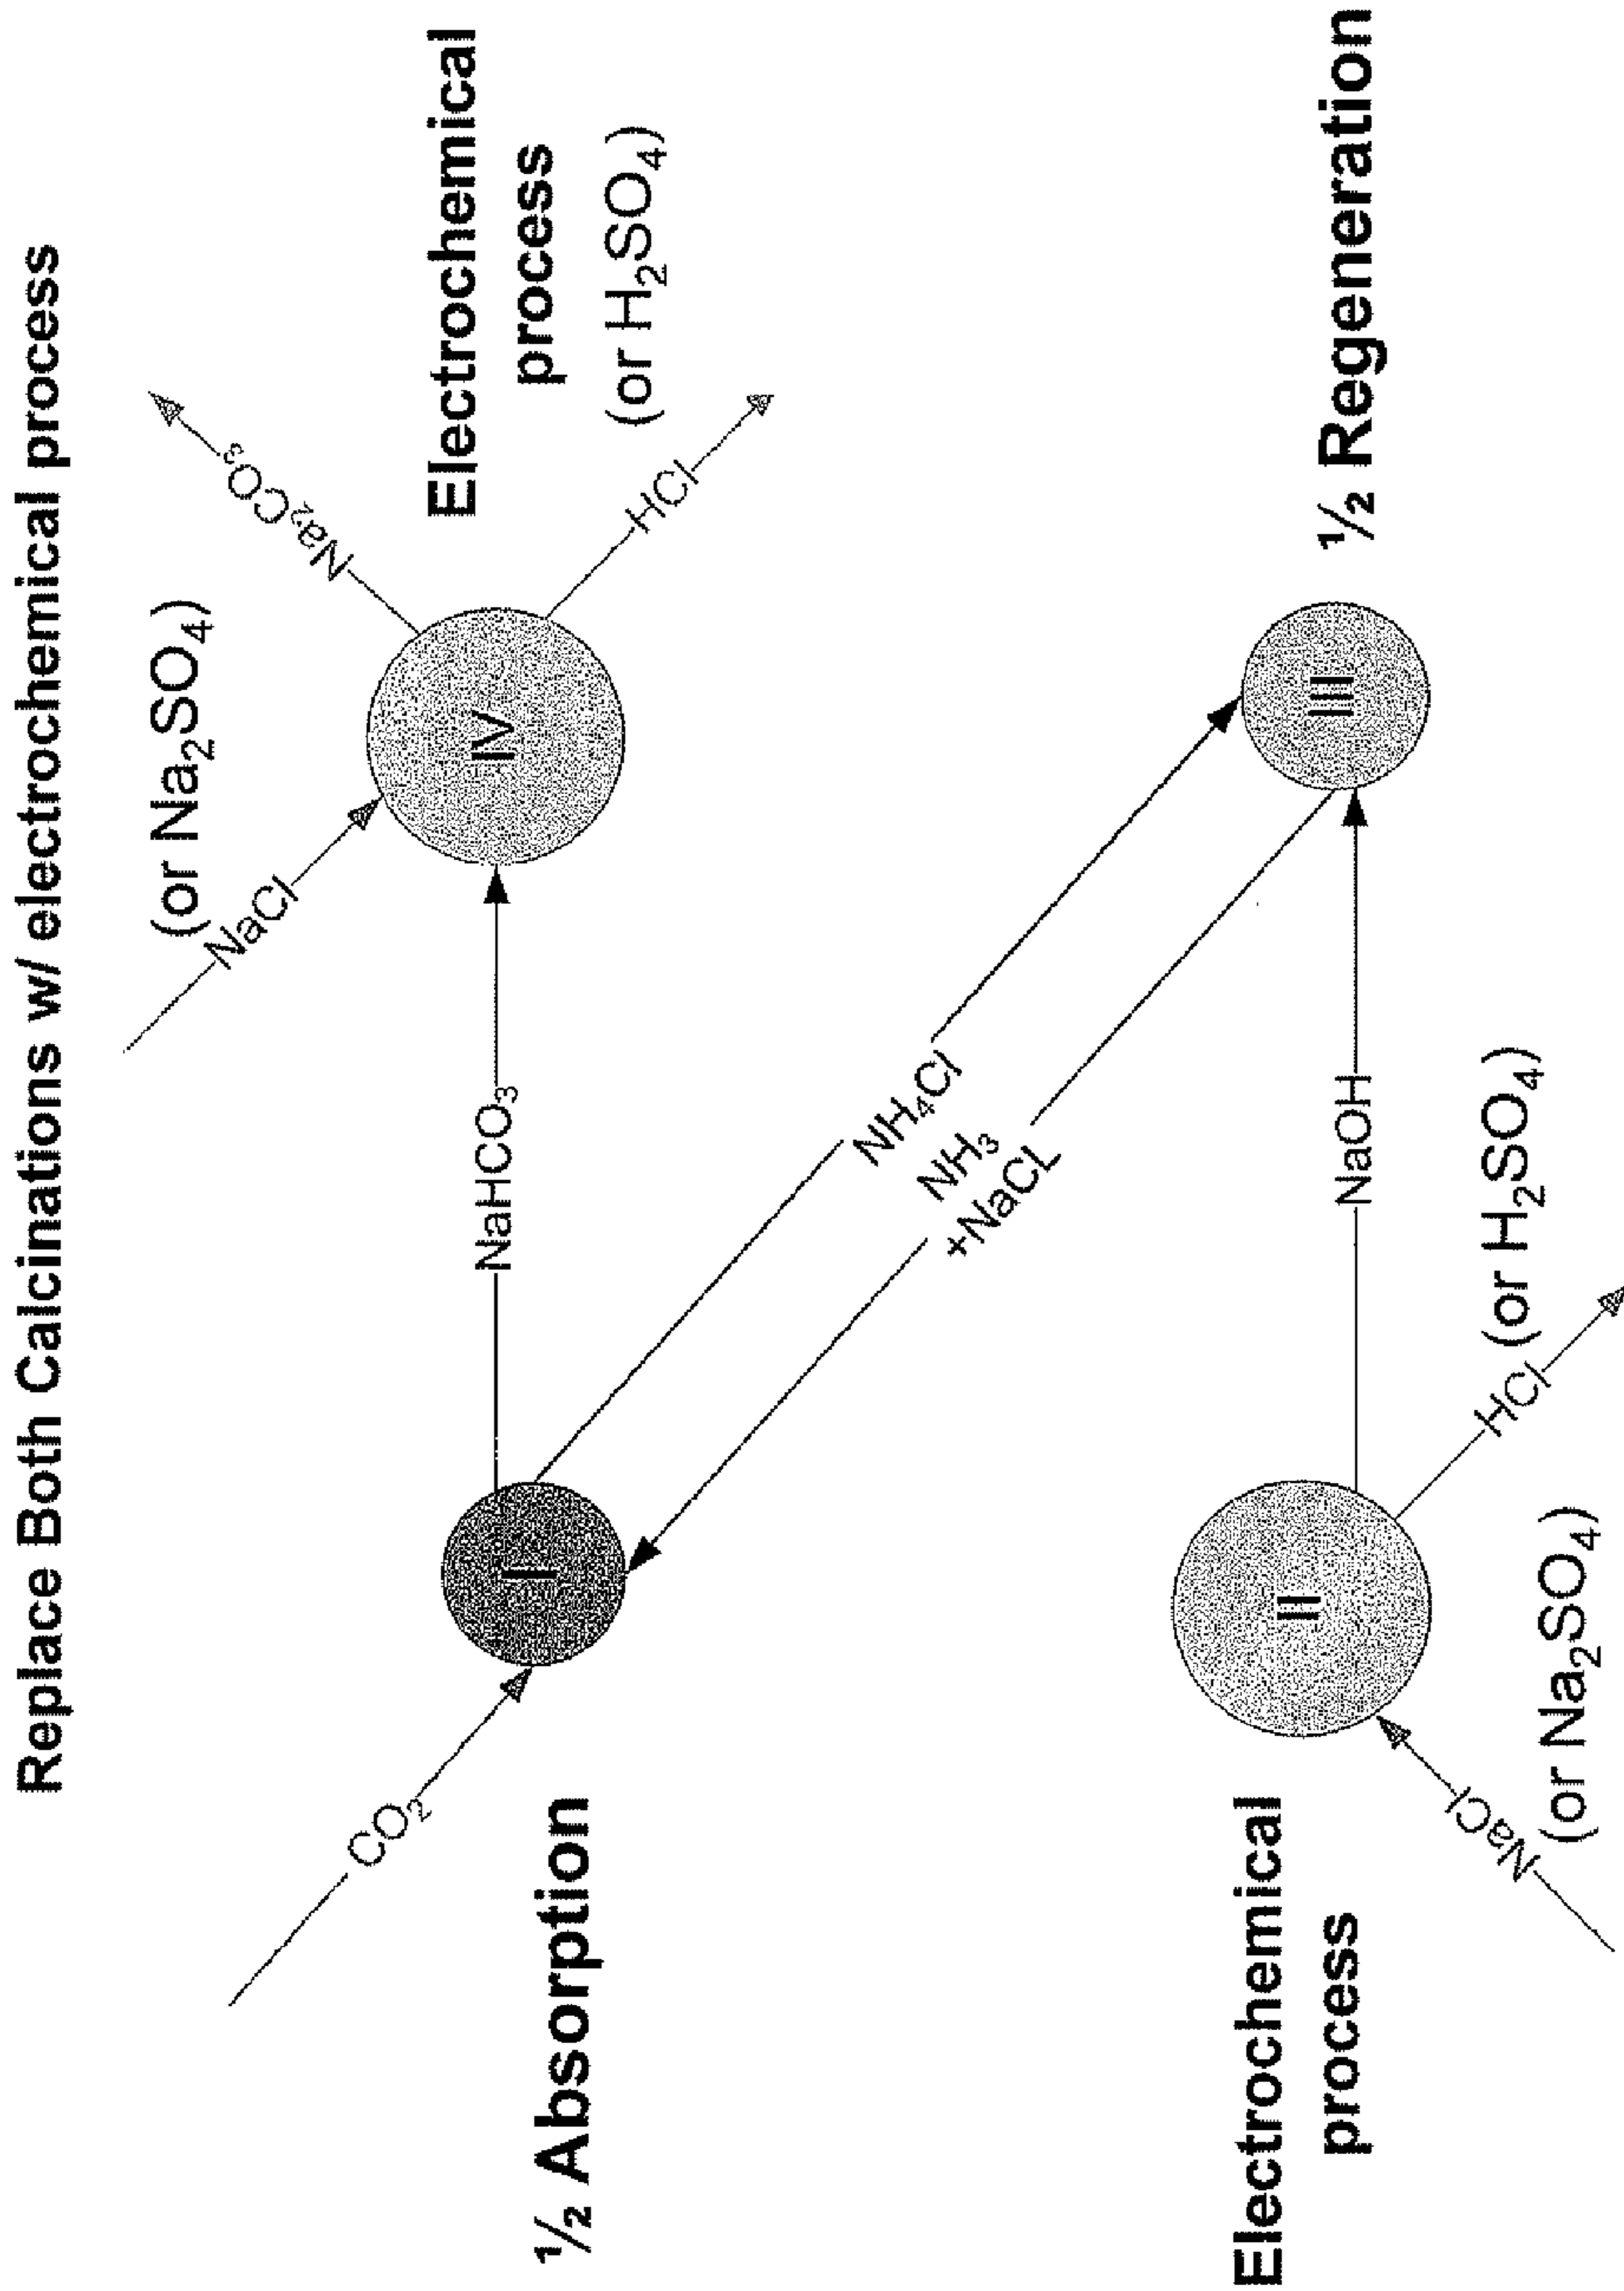 Replace Both Calcinations w/ electrochemical process
(or Na₂SO₄)
CO₂
NaCl
Na₂CO₃
½ Absorption
I
NaHCO₃
IV
Electrochemical
process
(or H₂SO₄)
HCl
NH₄Cl
NH₃
+NaCL
Electrochemical
process
II
NaOH
III
½ Regeneration
NaCl
(or Na₂SO₄)
HCl (or H₂SO₄)